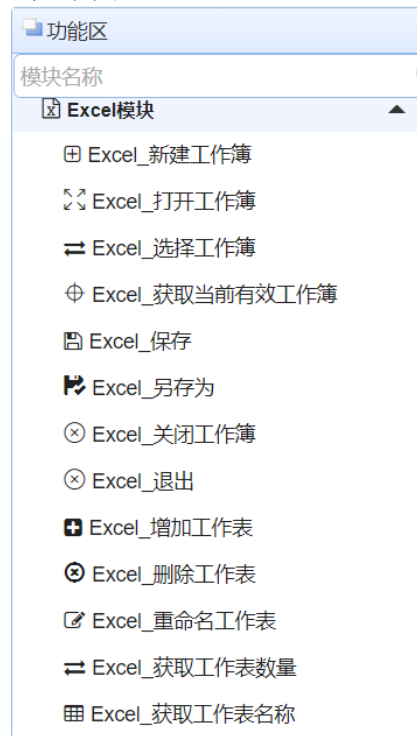 功能区
模块名称
Excel模块
Excel_新建工作簿
Excel_打开工作簿
Excel_选择工作簿
Excel_获取当前有效工作簿
Excel_保存
Excel_另存为
Excel_关闭工作簿
Excel_退出
Excel_增加工作表
Excel_删除工作表
Excel_重命名工作表
Excel_获取工作表数量
Excel_获取工作表名称